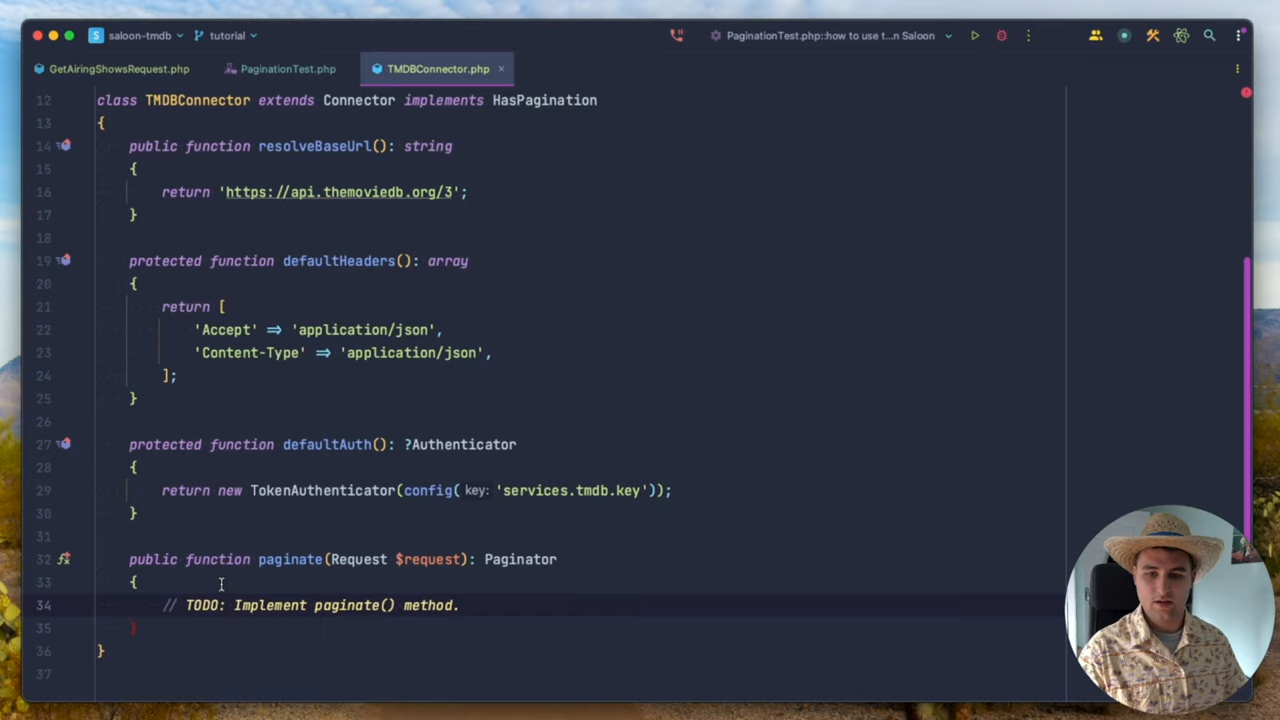 saloon-tmdb tutorial PaginationTest.php::how to use t...n Saloon
GetAiringShowsRequest.php PaginationTest.php TMDBConnector.php
12 class TMDBConnector extends Connector implements HasPagination
13 {
14 public function resolveBaseUrl(): string
15 {
16 return 'https://api.themoviedb.org/3';
17 }
18
19 protected function defaultHeaders(): array
20 {
21 return [
22 'Accept' => 'application/json',
23 'Content-Type' => 'application/json',
24 ];
25 }
26
27 protected function defaultAuth(): ?Authenticator
28 {
29 return new TokenAuthenticator(config( key: 'services.tmdb.key'));
30 }
31
32 public function paginate(Request $request): Paginator
33 {
34 // TODO: Implement paginate() method.
35 }
36 }
37